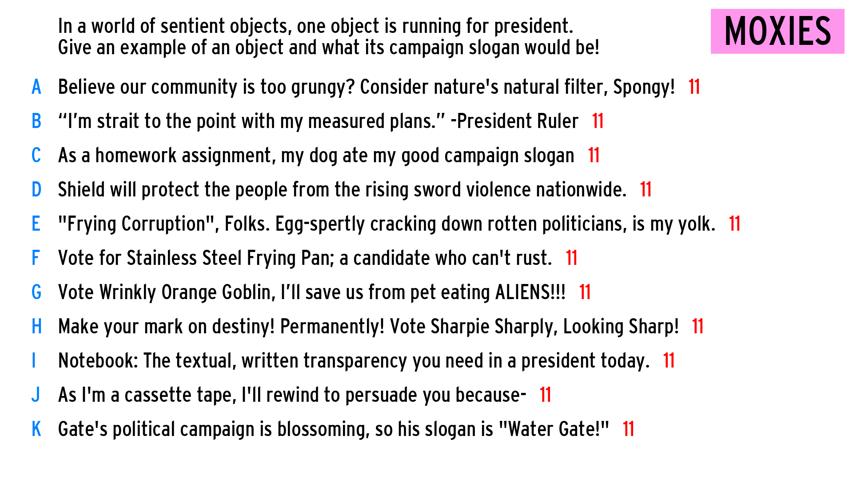 In a world of sentient objects, one object is running for president.
Give an example of an object and what its campaign slogan would be!
MOXIES
A Believe our community is too grungy? Consider nature's natural filter, Spongy! 11
B “I’m strait to the point with my measured plans.” -President Ruler 11
C As a homework assignment, my dog ate my good campaign slogan 11
D Shield will protect the people from the rising sword violence nationwide. 11
E "Frying Corruption", Folks. Egg-spertly cracking down rotten politicians, is my yolk. 11
F Vote for Stainless Steel Frying Pan; a candidate who can't rust. 11
G Vote Wrinkly Orange Goblin, I’ll save us from pet eating ALIENS!!! 11
H Make your mark on destiny! Permanently! Vote Sharpie Sharply, Looking Sharp! 11
I Notebook: The textual, written transparency you need in a president today. 11
J As I'm a cassette tape, I'll rewind to persuade you because- 11
K Gate's political campaign is blossoming, so his slogan is "Water Gate!" 11